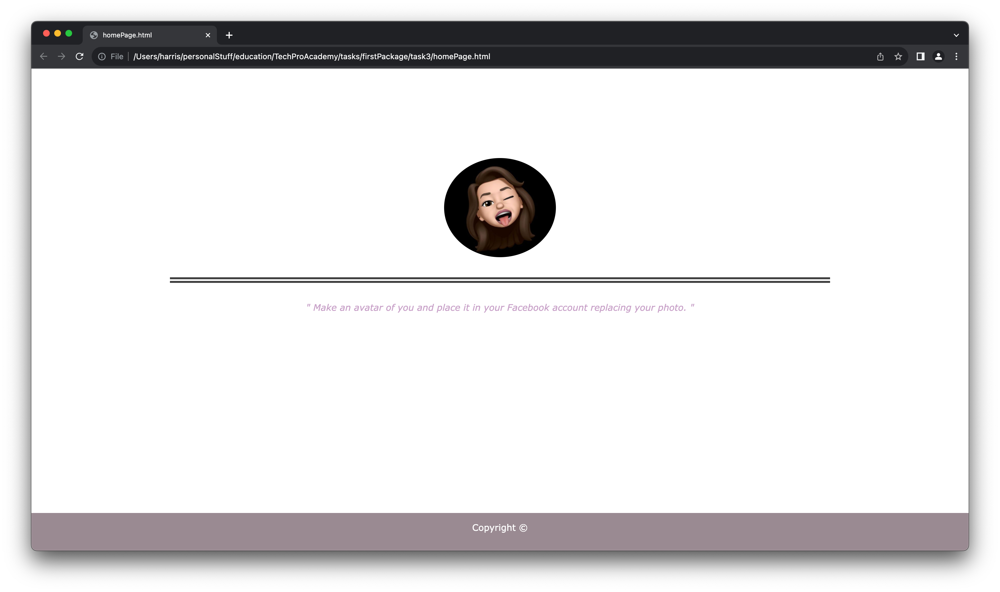 homePage.html
File /Users/harris/personalStuff/education/TechProAcademy/tasks/firstPackage/task3/homePage.html
" Make an avatar of you and place it in your Facebook account replacing your photo. "
Copyright ©